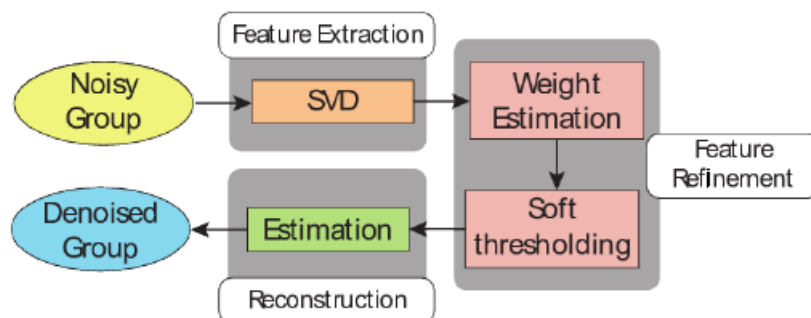 Feature Extraction
Noisy
Group
SVD
Weight
Estimation
Feature
Refinement
Soft
thresholding
Estimation
Denoised
Group
Reconstruction